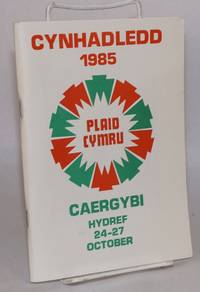 CYNHADLEDD
1985
PLAID
CYMRU
CAERGYBI
HYDREF
24-27
OCTOBER